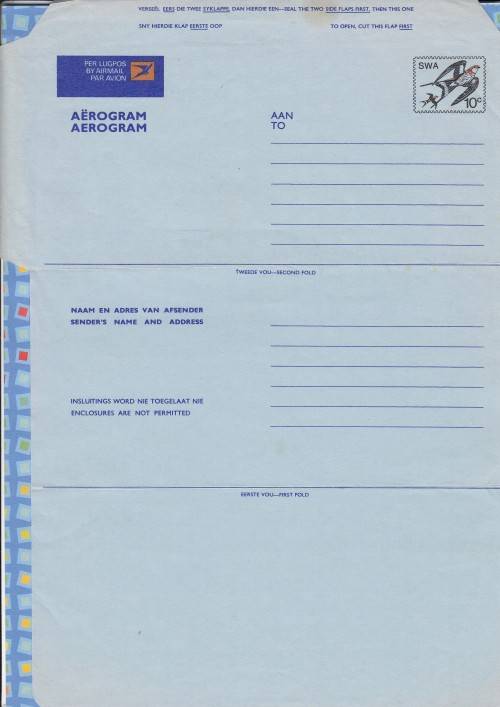 VERSEËL EERS DIE TWEE SYKLAPPE, DAN HIERDIE EEN—SEAL THE TWO SIDE FLAPS FIRST, THEN THIS ONE
SNY HIERDIE KLAP EERSTE OOP
TO OPEN, CUT THIS FLAP FIRST
PER LUGPOS
BY AIRMAIL
PAR AVION
SWA
10c
AËROGRAM
AEROGRAM
AAN
TO
TWEEDE VOU—SECOND FOLD
NAAM EN ADRES VAN AFSENDER
SENDER'S NAME AND ADDRESS
INSLUITINGS WORD NIE TOEGELAAT NIE
ENCLOSURES ARE NOT PERMITTED
EERSTE VOU—FIRST FOLD